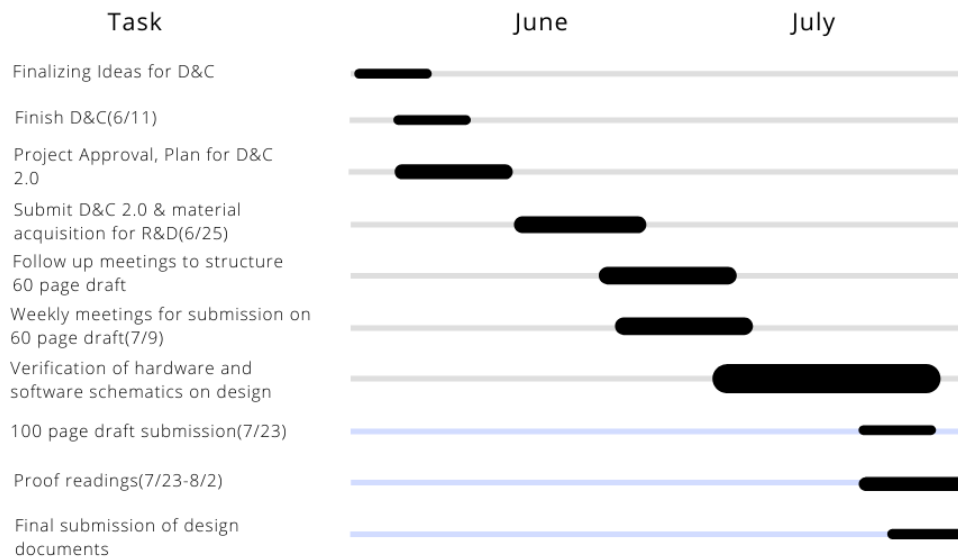 Task June July
Finalizing Ideas for D&C
Finish D&C(6/11)
Project Approval, Plan for D&C
2.0
Submit D&C 2.0 & material
acquisition for R&D(6/25)
Follow up meetings to structure
60 page draft
Weekly meetings for submission on
60 page draft(7/9)
Verification of hardware and
software schematics on design
100 page draft submission(7/23)
Proof readings(7/23-8/2)
Final submission of design
documents